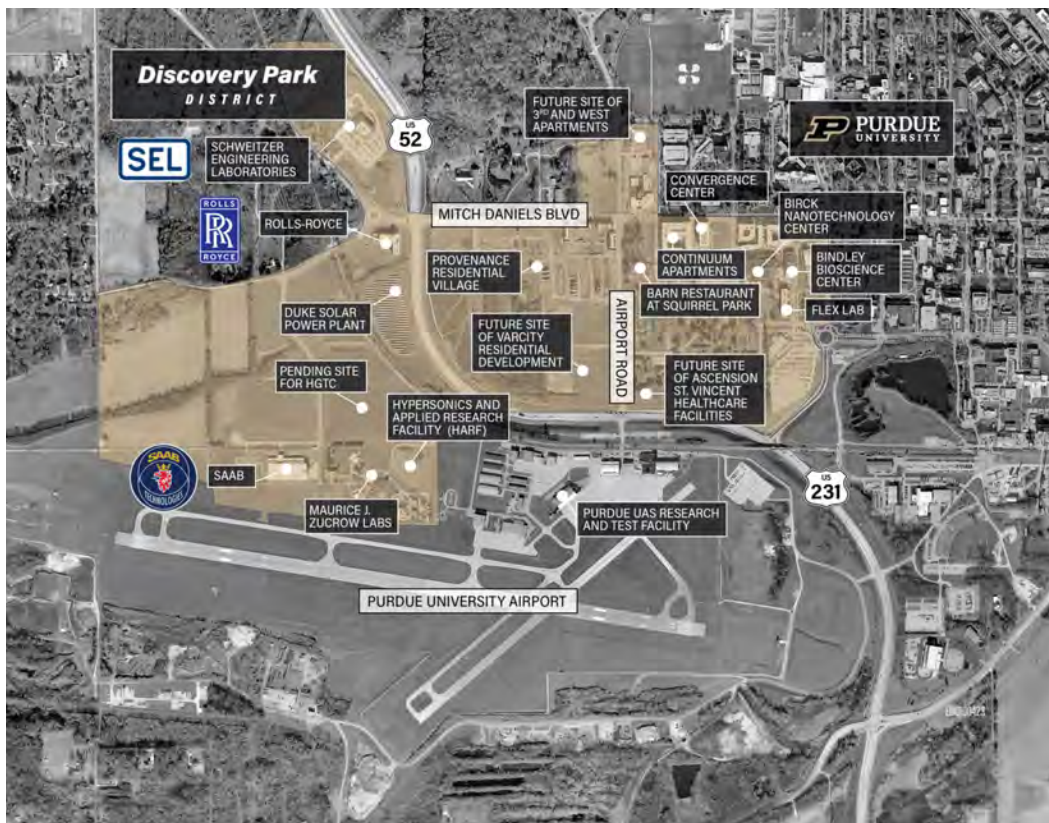 Discovery Park
DISTRICT
SEL
SCHWEITZER
ENGINEERING
LABORATORIES
US
52
FUTURE SITE OF
3RD AND WEST
APARTMENTS
PURDUE
UNIVERSITY
ROLLS
RR
ROYCE
ROLLS-ROYCE
MITCH DANIELS BLVD
CONVERGENCE
CENTER
BIRCK
NANOTECHNOLOGY
CENTER
PROVENANCE
RESIDENTIAL
VILLAGE
CONTINUUM
APARTMENTS
BINDLEY
BIOSCIENCE
CENTER
BARN RESTAURANT
AT SQUIRREL PARK
FLEX LAB
DUKE SOLAR
POWER PLANT
FUTURE SITE
OF VARCITY
RESIDENTIAL
DEVELOPMENT
AIRPORT ROAD
FUTURE SITE
OF ASCENSION
ST. VINCENT
HEALTHCARE
FACILITIES
PENDING SITE
FOR HGTC
HYPERSONICS AND
APPLIED RESEARCH
FACILITY (HARF)
SAAB
TECHNOLOGIES
SAAB
MAURICE J.
ZUCROW LABS
PURDUE UAS RESEARCH
AND TEST FACILITY
US
231
PURDUE UNIVERSITY AIRPORT